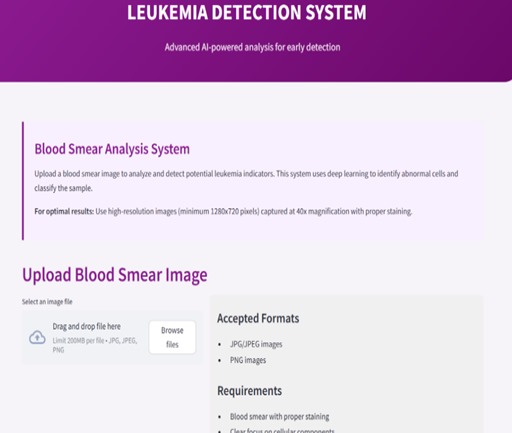 LEUKEMIA DETECTION SYSTEM
Advanced AI-powered analysis for early detection
Blood Smear Analysis System
Upload a blood smear image to analyze and detect potential leukemia indicators. This system uses deep learning to identify abnormal cells and
classify the sample.
For optimal results: Use high-resolution images (minimum 1280x720 pixels) captured at 40x magnification with proper staining.
Upload Blood Smear Image
Select an image file
Drag and drop file here
Limit 200MB per file • JPG, JPEG,
PNG
Browse
files
Accepted Formats
• JPG/JPEG images
• PNG images
Requirements
• Blood smear with proper staining
• Clear focus on cellular components